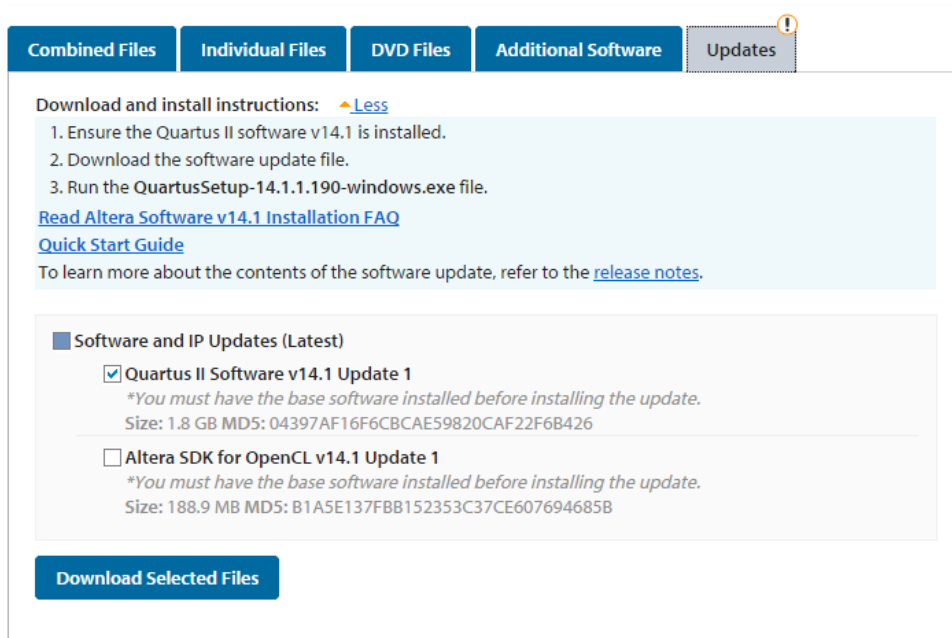 Combined Files
Individual Files
DVD Files
Additional Software
Updates
!
Download and install instructions: Less
1. Ensure the Quartus II software v14.1 is installed.
2. Download the software update file.
3. Run the QuartusSetup-14.1.1.190-windows.exe file.
Read Altera Software v14.1 Installation FAQ
Quick Start Guide
To learn more about the contents of the software update, refer to the release notes.
Software and IP Updates (Latest)
Quartus II Software v14.1 Update 1
*You must have the base software installed before installing the update.
Size: 1.8 GB MD5: 04397AF16F6CBCAE59820CAF22F6B426
Altera SDK for OpenCL v14.1 Update 1
*You must have the base software installed before installing the update.
Size: 188.9 MB MD5: B1A5E137FBB152353C37CE607694685B
Download Selected Files